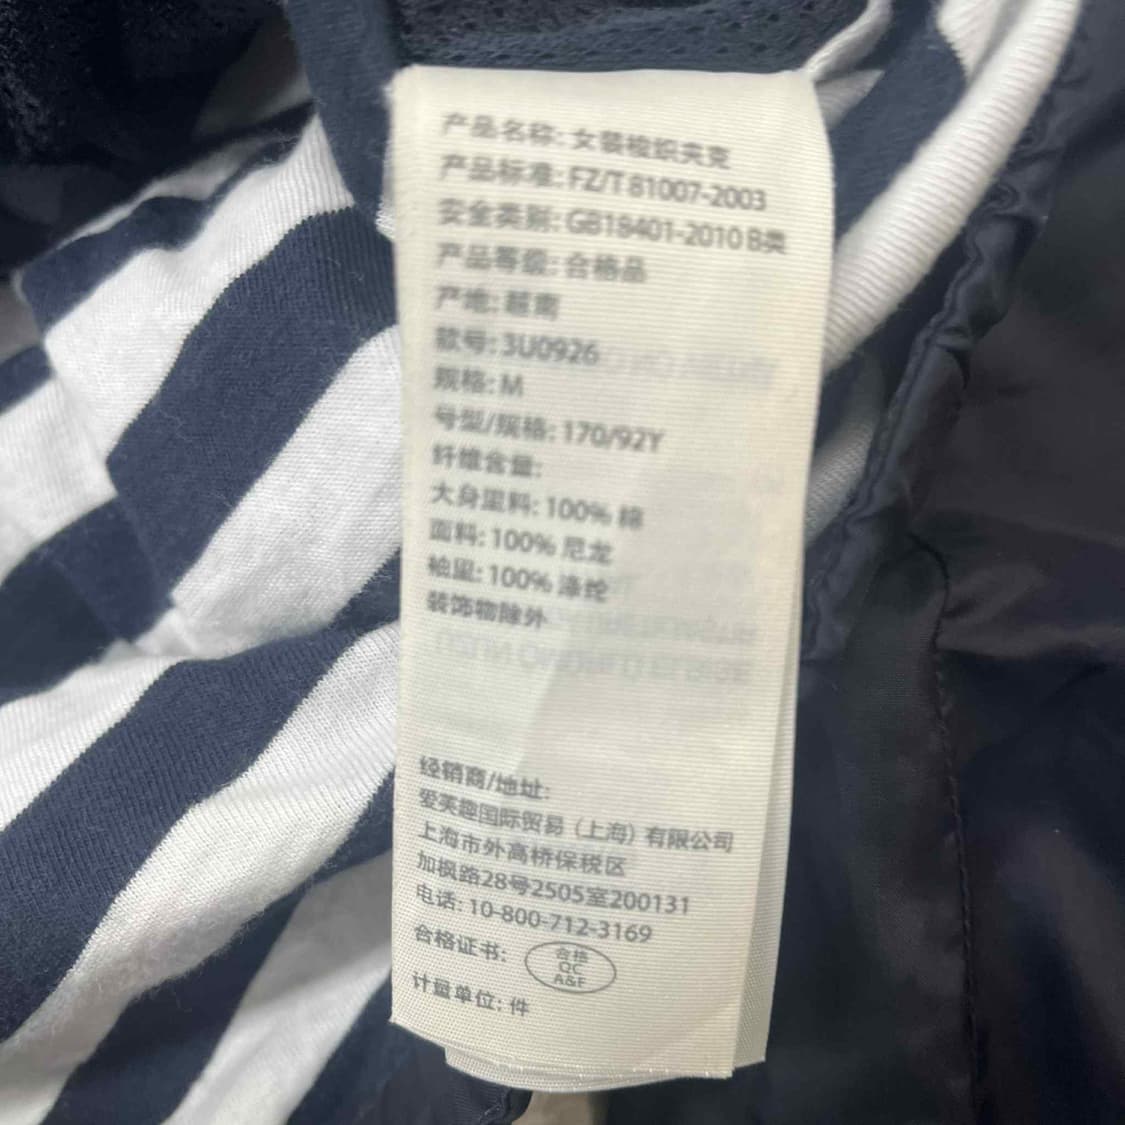 产品名称: 女装梭织夹克
产品标准: FZ/T 81007-2003
安全类别: GB18401-2010 B类
产品等级: 合格品
产地: 越南
款号: 3U0926
规格: M
号型/规格: 170/92Y
纤维含量:
大身里料: 100% 棉
面料: 100% 尼龙
袖里: 100% 涤纶
装饰物除外
经销商/地址:
爱芙趣国际贸易 (上海) 有限公司
上海市外高桥保税区
加枫路28号2505室200131
电话: 10-800-712-3169
合格证书:
合格
QC
A&F
计量单位: 件